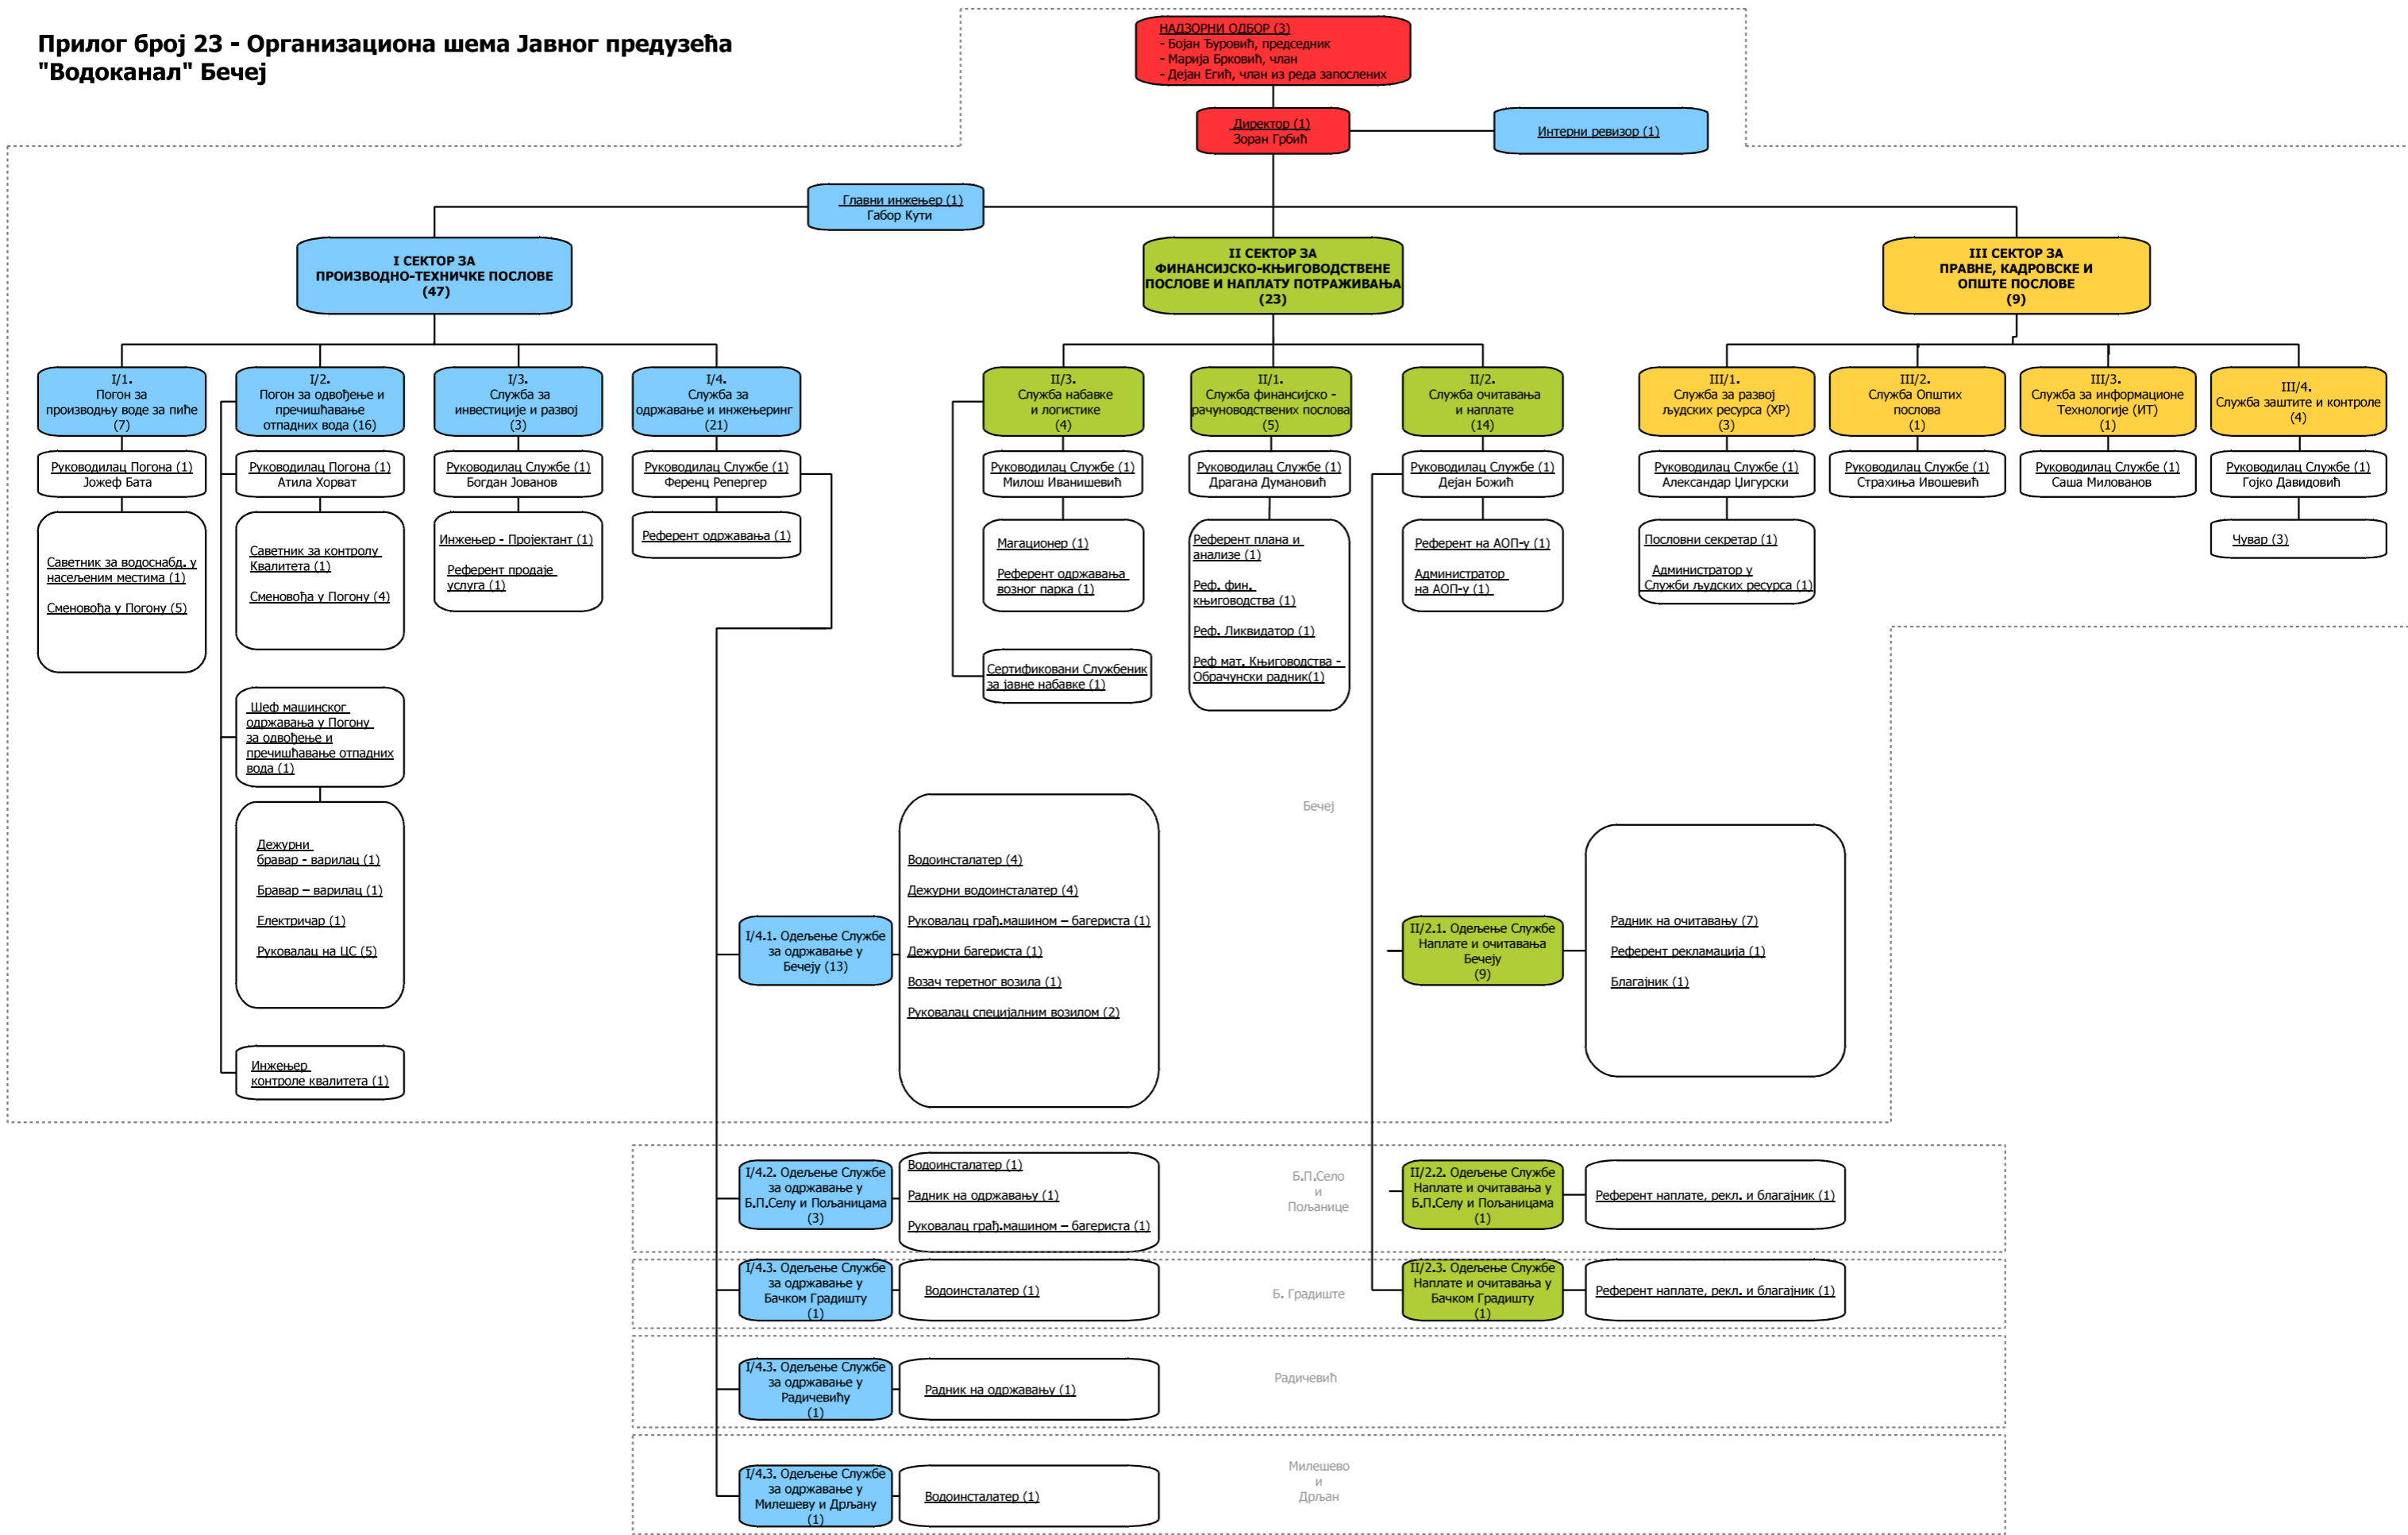 Прилог број 23 - Организациона шема Јавног предузећа
"Водоканал" Бечеј
НАДЗОРНИ ОДБОР (3)
- Бојан Ђуровић, председник
- Марија Брковић, члан
- Дејан Егић, члан из реда запослених
Директор (1)
Зоран Грбић
Интерни ревизор (1)
Главни инжењер (1)
Габор Кути
I СЕКТОР ЗА
ПРОИЗВОДНО-ТЕХНИЧКЕ ПОСЛОВЕ
(47)
II СЕКТОР ЗА
ФИНАНСИЈСКО-КЊИГОВОДСТВЕНЕ
ПОСЛОВЕ И НАПЛАТУ ПОТРАЖИВАЊА
(23)
III СЕКТОР ЗА
ПРАВНЕ, КАДРОВСКЕ И
ОПШТЕ ПОСЛОВЕ
(9)
I/1.
Погон за
производњу воде за пиће
(7)
I/2.
Погон за одвођење и
пречишћавање
отпадних вода (16)
I/3.
Служба за
инвестиције и развој
(3)
I/4.
Служба за
одржавање и инжењеринг
(21)
II/3.
Служба набавке
и логистике
(4)
II/1.
Служба финансијско -
рачуноводствених послова
(5)
II/2.
Служба очитавања
и наплате
(14)
III/1.
Служба за развој
људских ресурса (ХР)
(3)
III/2.
Служба Општих
послова
(1)
III/3.
Служба за информационе
Технологије (ИТ)
(1)
III/4.
Служба заштите и контроле
(4)
Руководилац Погона (1)
Јожеф Бата
Руководилац Погона (1)
Атила Хорват
Руководилац Службе (1)
Богдан Јованов
Руководилац Службе (1)
Ференц Репергер
Руководилац Службе (1)
Милош Иванишевић
Руководилац Службе (1)
Драгана Думановић
Руководилац Службе (1)
Дејан Божић
Руководилац Службе (1)
Александар Џигурски
Руководилац Службе (1)
Страхиња Ивошевић
Руководилац Службе (1)
Саша Милованов
Руководилац Службе (1)
Гојко Давидовић
Саветник за водоснабд. у
насељеним местима (1)
Сменовођа у Погону (5)
Саветник за контролу
Квалитета (1)
Сменовођа у Погону (4)
Инжењер - Пројектант (1)
Референт продаје
услуга (1)
Референт одржавања (1)
Магационер (1)
Референт одржавања
возног парка (1)
Сертификовани Службеник
за јавне набавке (1)
Референт плана и
анализе (1)
Реф. фин.
књиговодства (1)
Реф. Ликвидатор (1)
Реф мат. Књиговодства -
Обрачунски радник(1)
Референт на АОП-у (1)
Администратор
на АОП-у (1)
Пословни секретар (1)
Администратор у
Служби људских ресурса (1)
Чувар (3)
Шеф машинског
одржавања у Погону
за одвођење и
пречишћавање отпадних
вода (1)
Дежурни
бравар - варилац (1)
Бравар – варилац (1)
Електричар (1)
Руковалац на ЦС (5)
Инжењер
контроле квалитета (1)
Бечеј
I/4.1. Одељење Службе
за одржавање у
Бечеју (13)
Водоинсталатер (4)
Дежурни водоинсталатер (4)
Руковалац грађ.машином – багериста (1)
Дежурни багериста (1)
Возач теретног возила (1)
Руковалац специјалним возилом (2)
II/2.1. Одељење Службе
Наплате и очитавања
Бечеју
(9)
Радник на очитавању (7)
Референт рекламација (1)
Благајник (1)
I/4.2. Одељење Службе
за одржавање у
Б.П.Селу и Пољаницама
(3)
Водоинсталатер (1)
Радник на одржавању (1)
Руковалац грађ.машином – багериста (1)
Б.П.Село
и
Пољанице
II/2.2. Одељење Службе
Наплате и очитавања у
Б.П.Селу и Пољаницама
(1)
Референт наплате, рекл. и благајник (1)
I/4.3. Одељење Службе
за одржавање у
Бачком Градишту
(1)
Водоинсталатер (1)
Б. Градиште
II/2.3. Одељење Службе
Наплате и очитавања у
Бачком Градишту
(1)
Референт наплате, рекл. и благајник (1)
I/4.3. Одељење Службе
за одржавање у
Радичевићу
(1)
Радник на одржавању (1)
Радичевић
I/4.3. Одељење Службе
за одржавање у
Милешеву и Дрљану
(1)
Водоинсталатер (1)
Милешево
и
Дрљан